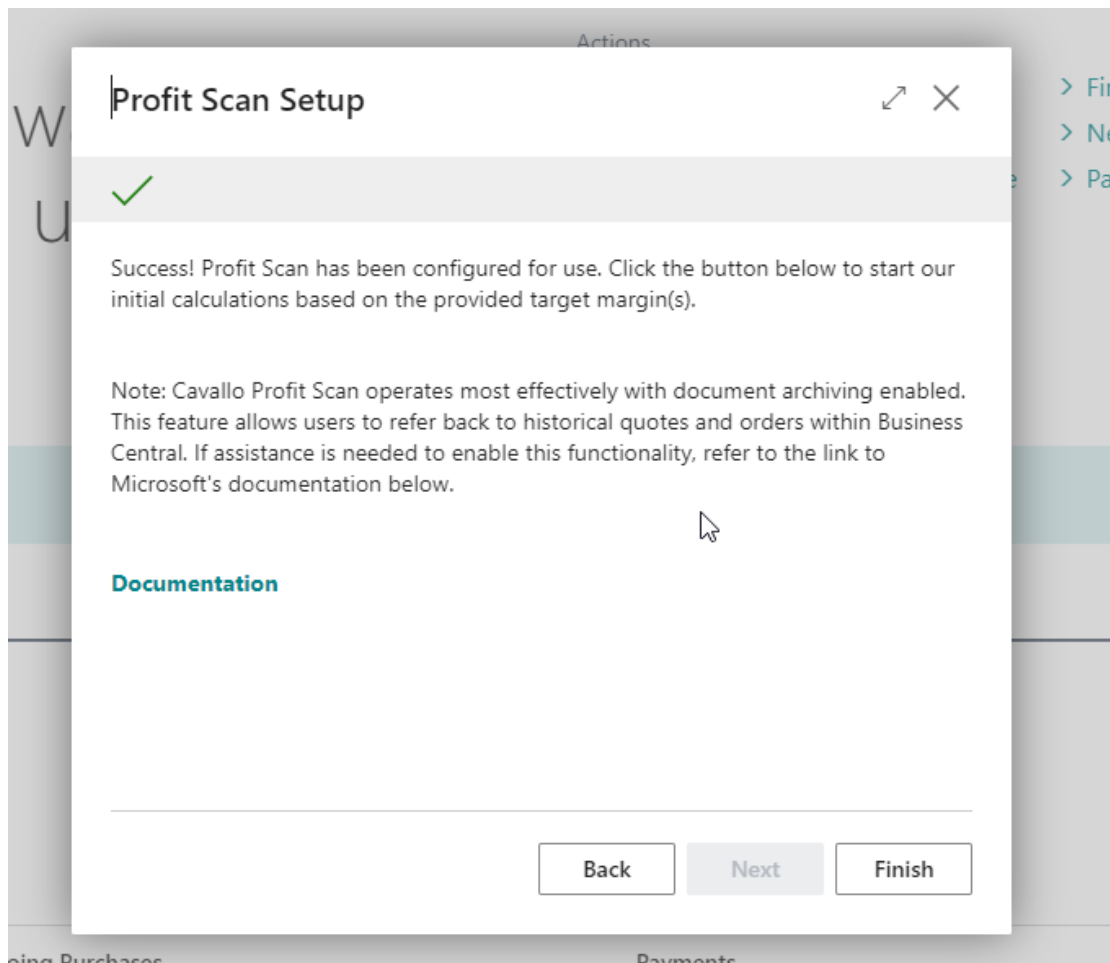 Actions
Profit Scan Setup
Success! Profit Scan has been configured for use. Click the button below to start our
initial calculations based on the provided target margin(s).
Note: Cavallo Profit Scan operates most effectively with document archiving enabled.
This feature allows users to refer back to historical quotes and orders within Business
Central. If assistance is needed to enable this functionality, refer to the link to
Microsoft's documentation below.
Documentation
Back
Next
Finish
Purchases
Payments